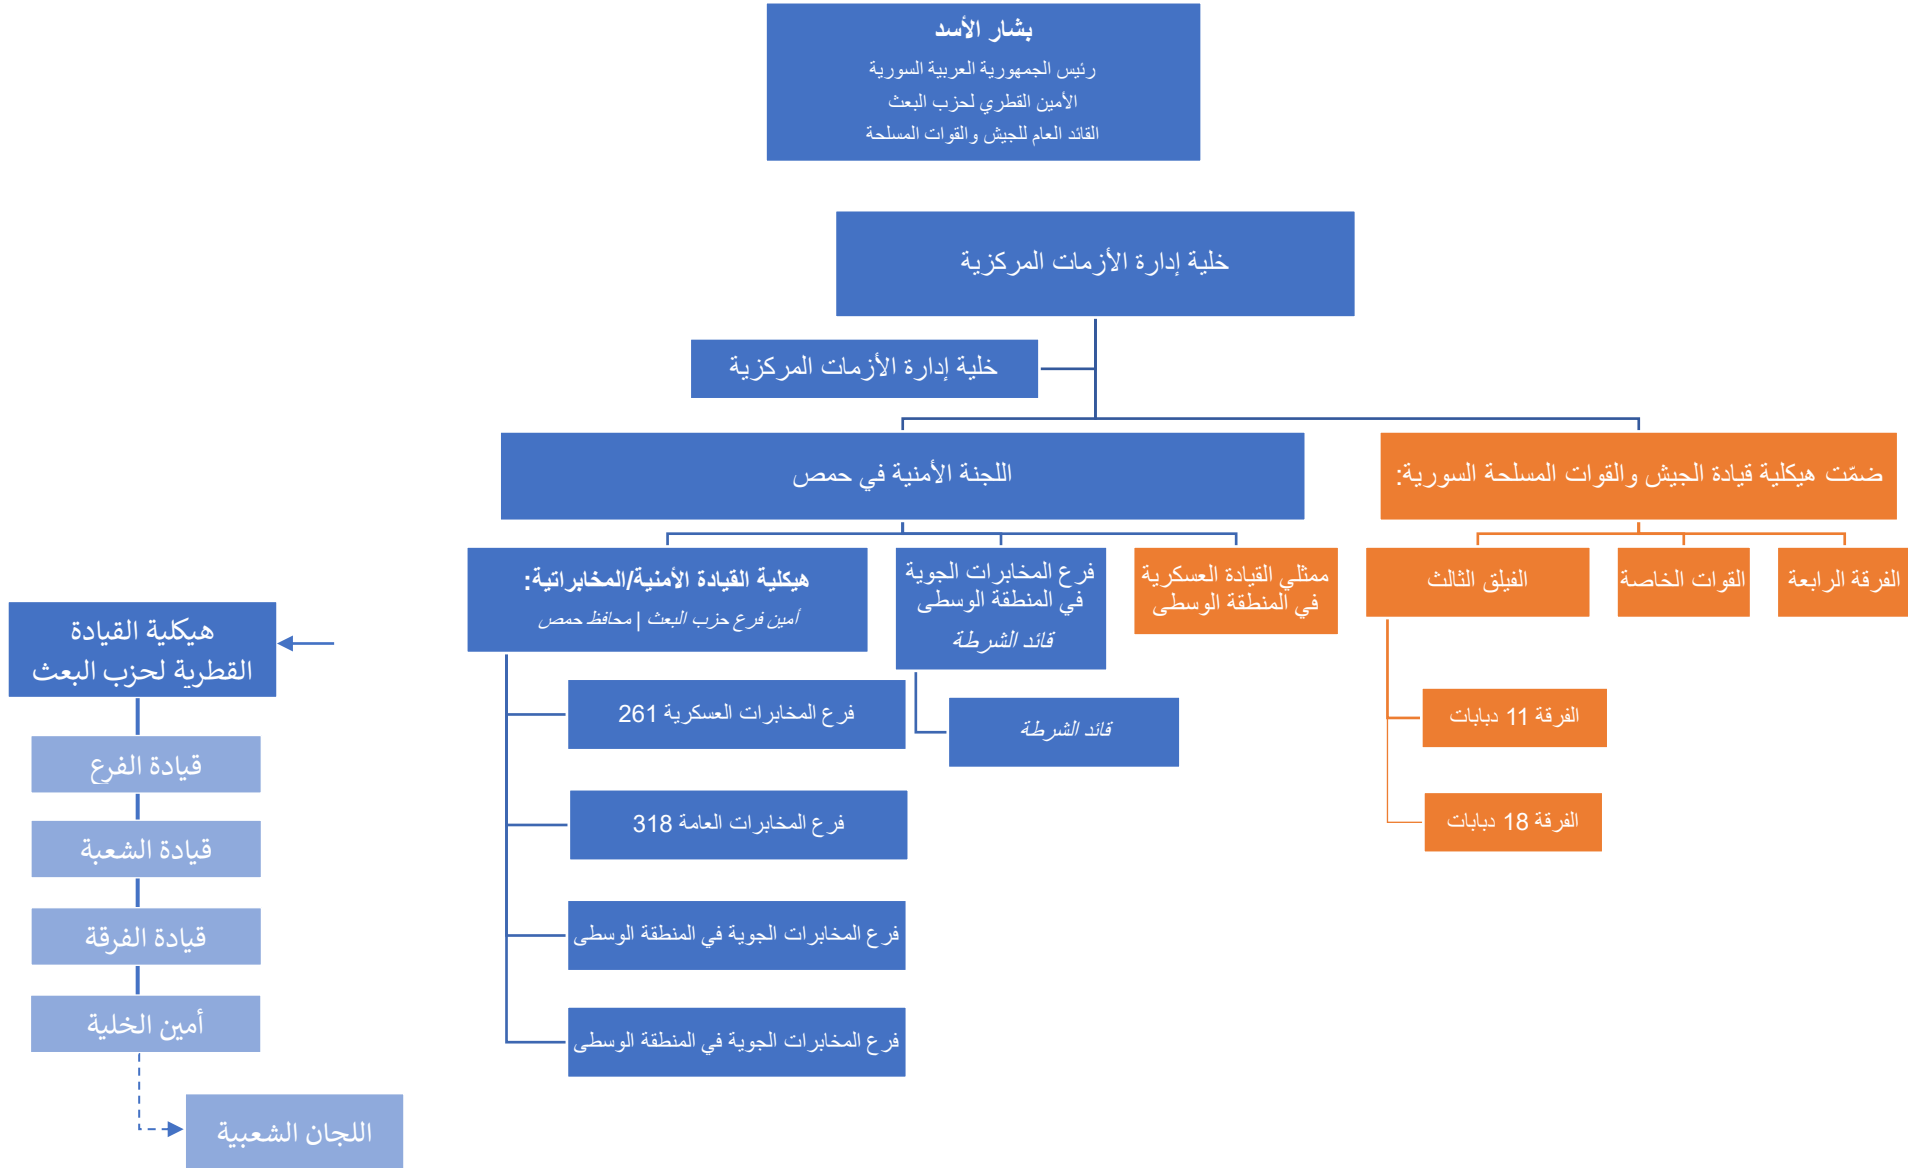 بشار الأسد
رئيس الجمهورية العربية السورية
الأمين القطري لحزب البعث
القائد العام للجيش والقوات المسلحة
خلية إدارة الأزمات المركزية
خلية إدارة الأزمات المركزية
ضمّت هيكلية قيادة الجيش والقوات المسلحة السورية:
اللجنة الأمنية في حمص
الفرقة الرابعة
القوات الخاصة
الفيلق الثالث
الفرقة 11 دبابات
الفرقة 18 دبابات
ممثلي القيادة العسكرية
في المنطقة الوسطى
فرع المخابرات الجوية
في المنطقة الوسطى
قائد الشرطة
قائد الشرطة
هيكلية القيادة الأمنية/المخابراتية:
أمين فرع حزب البعث | محافظ حمص
فرع المخابرات العسكرية 261
فرع المخابرات العامة 318
فرع المخابرات الجوية في المنطقة الوسطى
فرع المخابرات الجوية في المنطقة الوسطى
هيكلية القيادة
القطرية لحزب البعث
قيادة الفرع
قيادة الشعبة
قيادة الفرقة
أمين الخلية
اللجان الشعبية